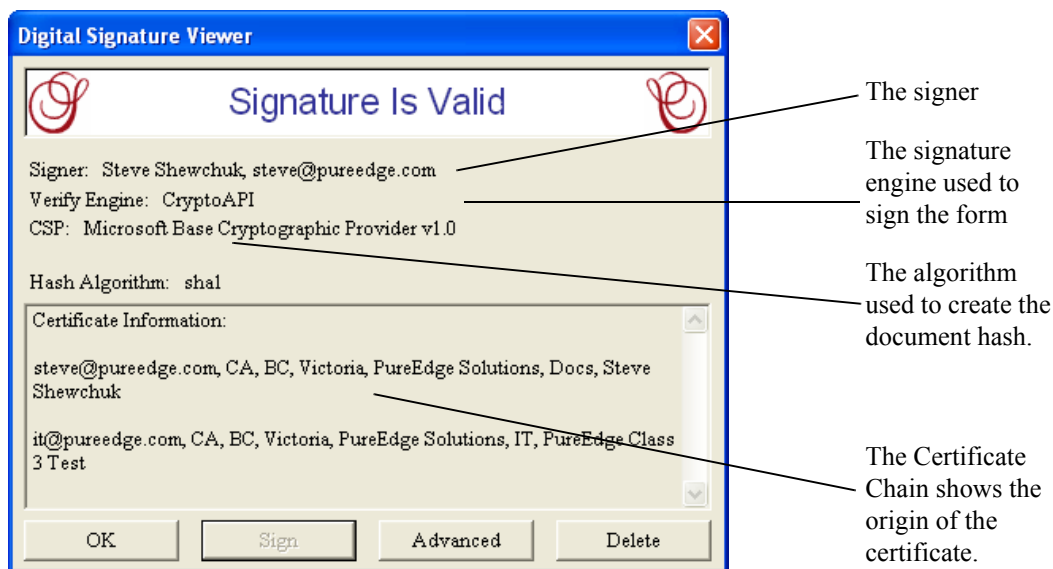 Digital Signature Viewer
Signature Is Valid
Signer: Steve Shewchuk, steve@pureedge.com
Verify Engine: CryptoAPI
CSP: Microsoft Base Cryptographic Provider v1.0
Hash Algorithm: sha1
Certificate Information:
steve@pureedge.com, CA, BC, Victoria, PureEdge Solutions, Docs, Steve
Shewchuk
it@pureedge.com, CA, BC, Victoria, PureEdge Solutions, IT, PureEdge Class
3 Test
OK
Sign
Advanced
Delete
The signer
The signature
engine used to
sign the form
The algorithm
used to create the
document hash.
The Certificate
Chain shows the
origin of the
certificate.